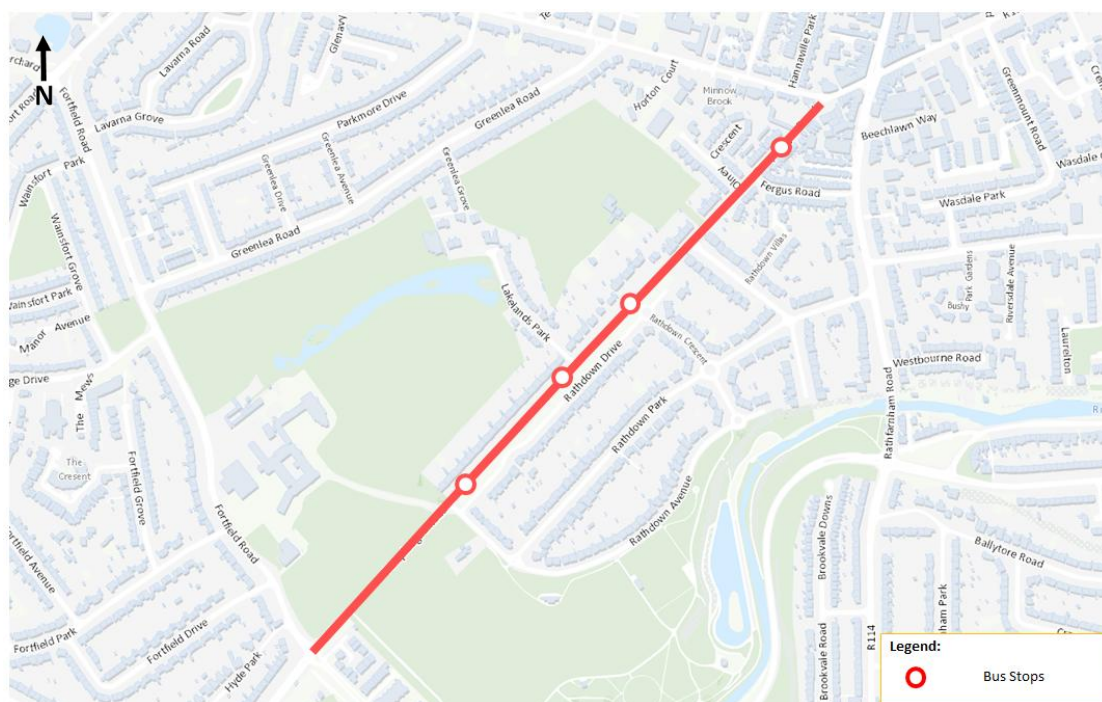 N
Lavarna Road
Glenavy
Fortfield Road
Lavarna Grove
Parkmore Drive
Greenlea Road
Horton Court
Minnow
Brook
Hannaville Park
Beechlawn Way
Greenmount Road
Wainsfort Park
Wainsfort Grove
Greenlea Drive
Greenlea Avenue
Greenlea Grove
Crescent
Olney
Fergus Road
Wasdale Park
Greenlea Road
Rathdown Villas
Park Gardens
Bushy
Riversdale Avenue
Wainsfort Park
Manor Avenue
Lakelands Park
Rathdown Crescent
Laurelton
Westbourne Road
The Mews
Rathdown Drive
Rathdown Park
Rathfarnham Road
The
Cresent
Fortfield Grove
Fortfield Road
Rathdown Avenue
Brookvale Downs
Ballytore Road
Fortfield Avenue
Fortfield Park
Fortfield Drive
Hyde Park
Brookvale Road
R114
Legend:
Bus Stops